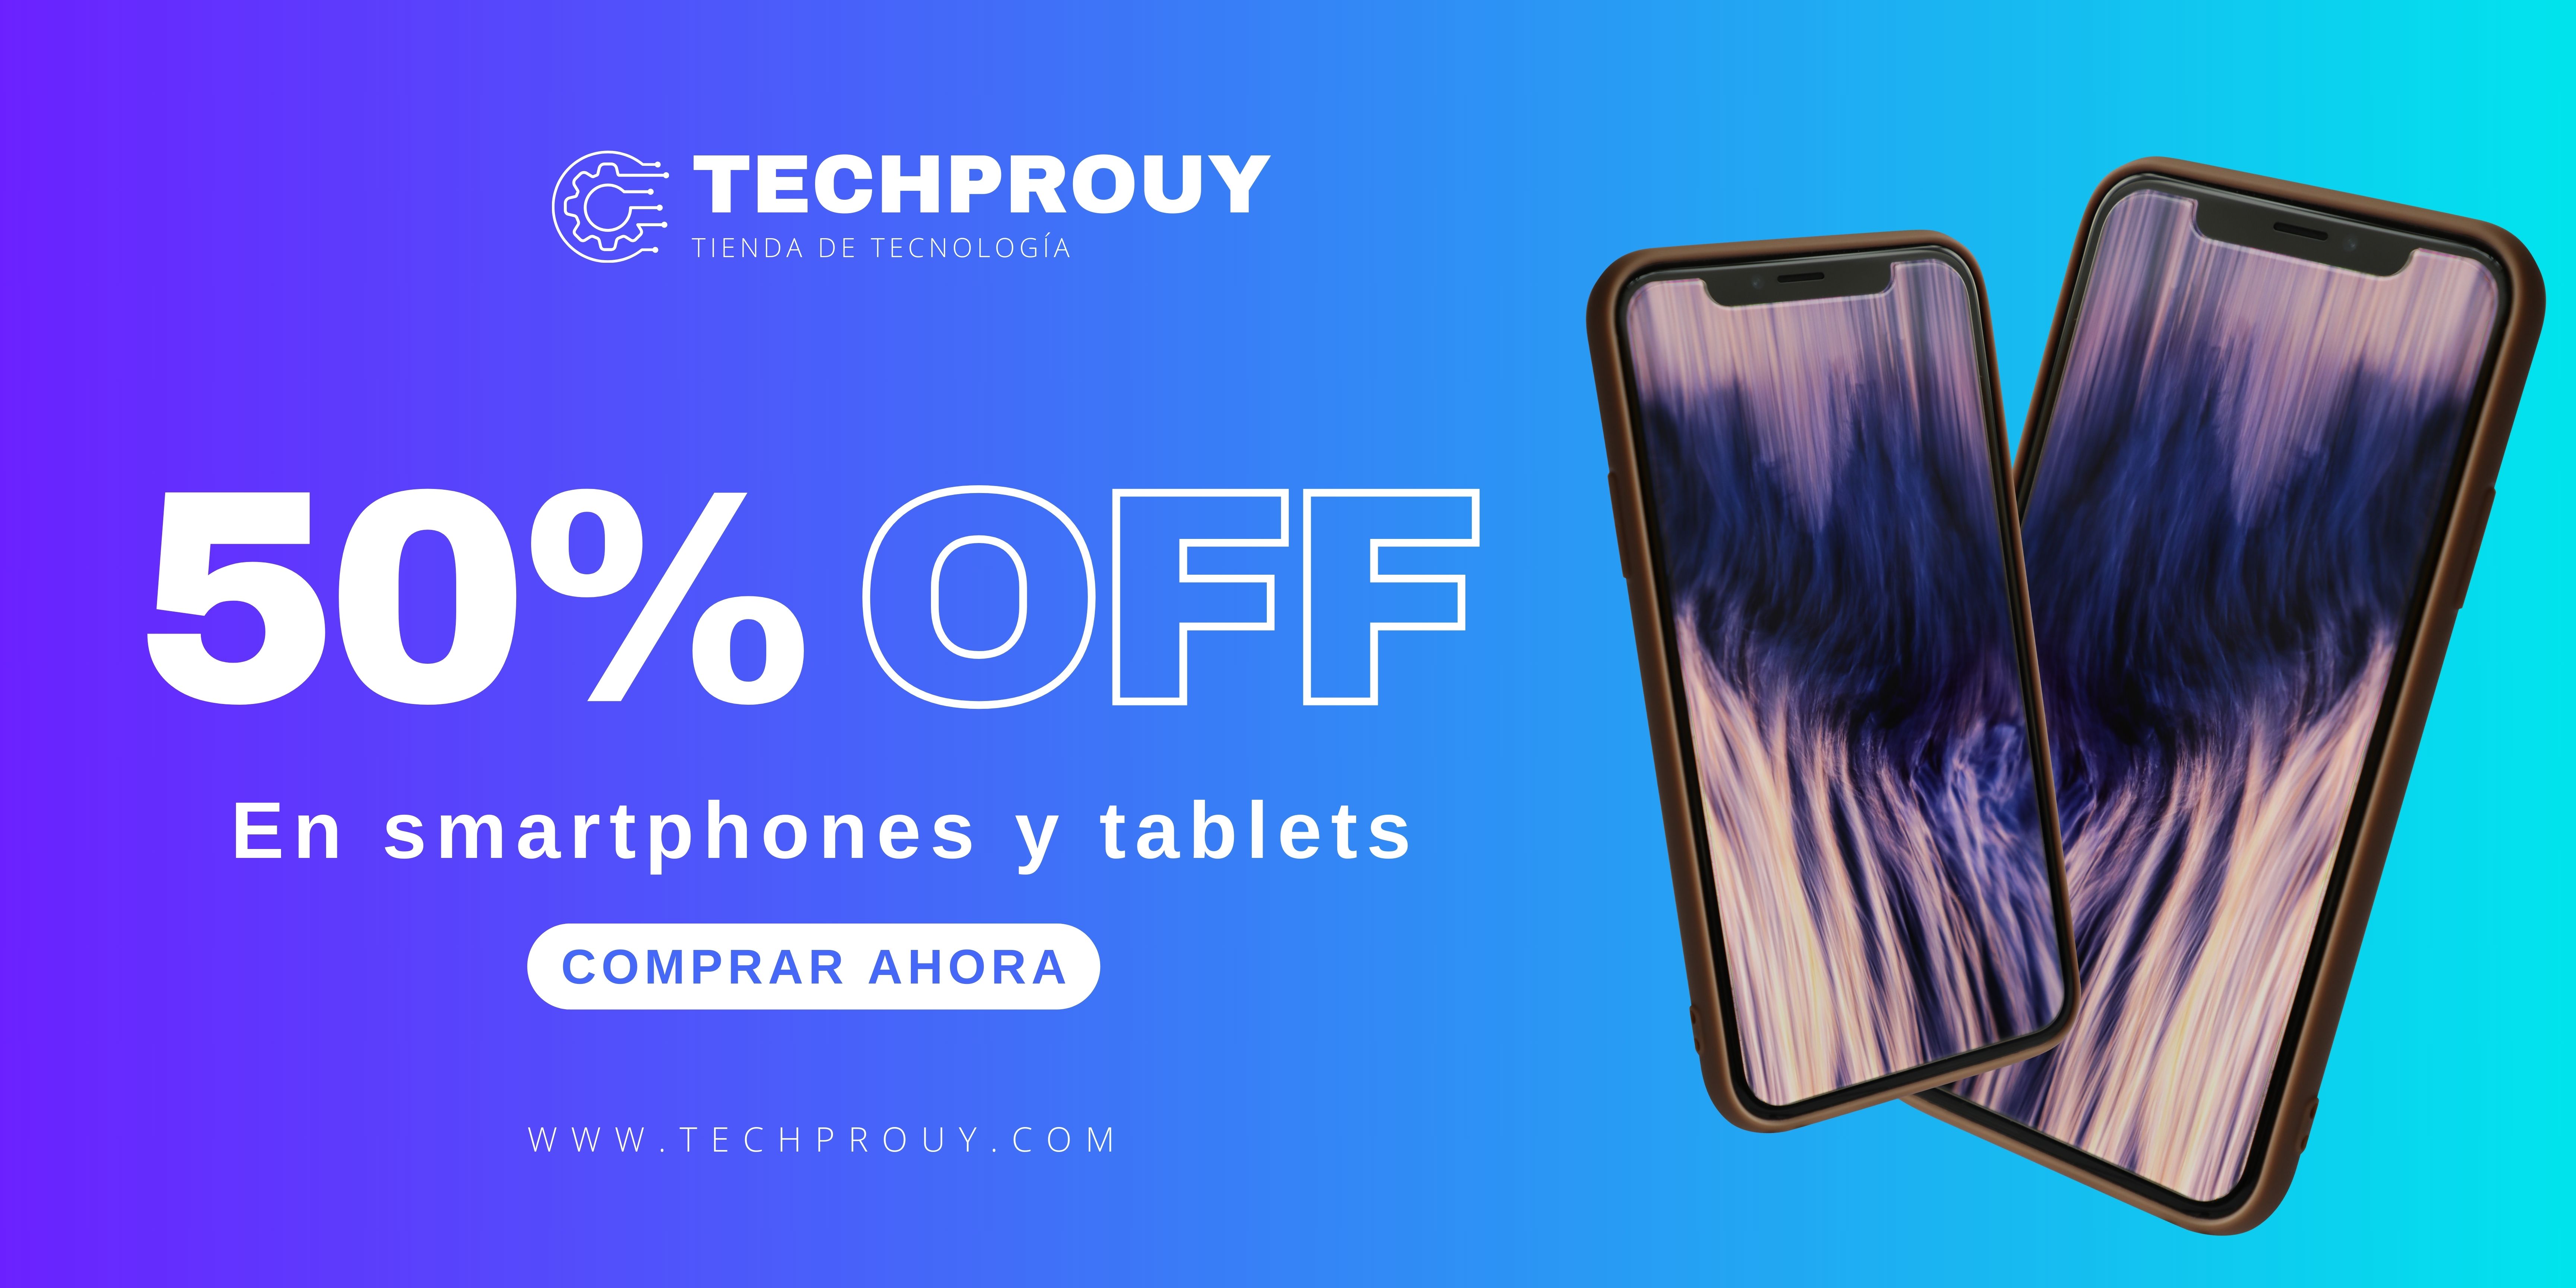 TECHPROUY
TIENDA DE TECNOLOGÍA
50% OFF
En smartphones y tablets
COMPRAR AHORA
WWW.TECHPROUY.COM